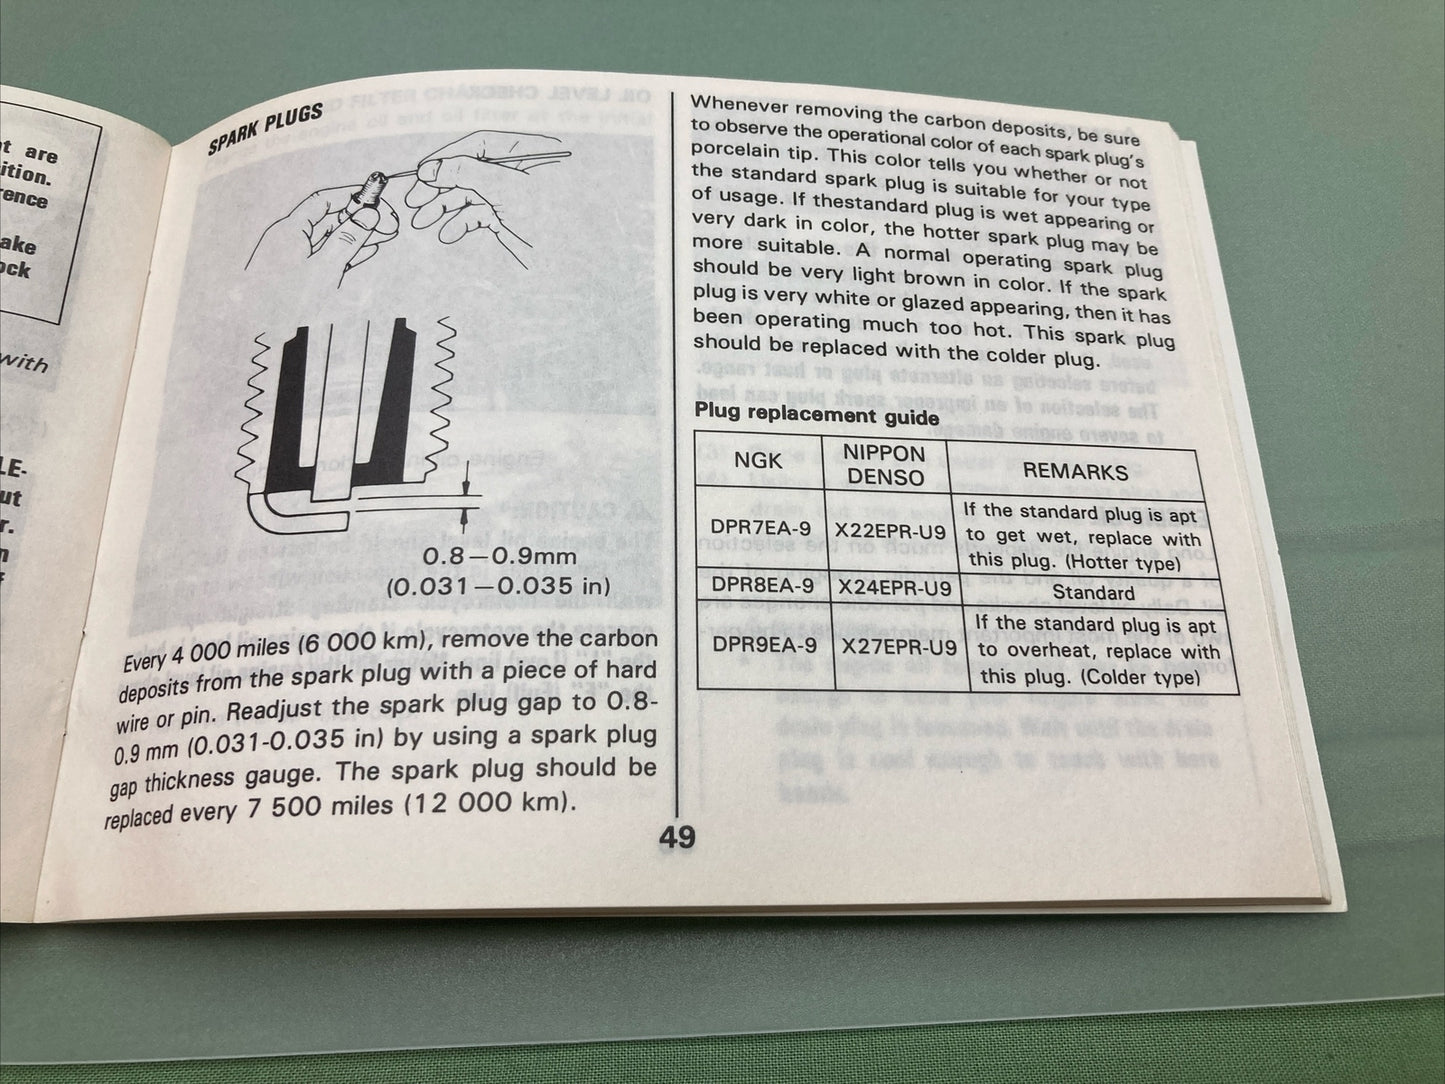 t are
ition.
rence
ake
ock
with
LE-
ut
r.
n
SPARK PLUGS
0.8—0.9mm
(0.031—0.035 in)
Every 4 000 miles (6 000 km), remove the carbon
deposits from the spark plug with a piece of hard
wire or pin. Readjust the spark plug gap to 0.8-
0.9 mm (0.031-0.035 in) by using a spark plug
gap thickness gauge. The spark plug should be
replaced every 7 500 miles (12 000 km).
Whenever removing the carbon deposits, be sure
to observe the operational color of each spark plug's
porcelain tip. This color tells you whether or not
the standard spark plug is suitable for your type
of usage. If thestandard plug is wet appearing or
very dark in color, the hotter spark plug may be
more suitable. A normal operating spark plug
should be very light brown in color. If the spark
plug is very white or glazed appearing, then it has
been operating much too hot. This spark plug
should be replaced with the colder plug.
Plug replacement guide
NGK
NIPPON
DENSO
REMARKS
DPR7EA-9
X22EPR-U9
If the standard plug is apt
to get wet, replace with
this plug. (Hotter type)
DPR8EA-9
X24EPR-U9
Standard
DPR9EA-9
X27EPR-U9
If the standard plug is apt
to overheat, replace with
this plug. (Colder type)
49